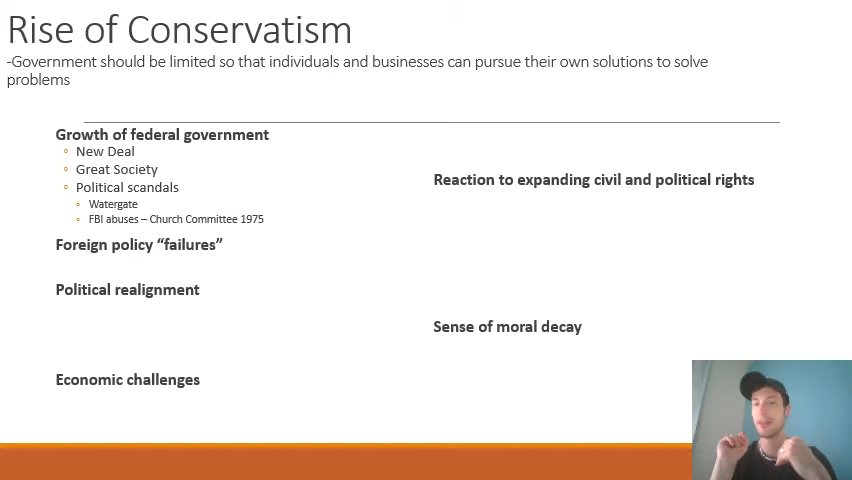 Rise of Conservatism
-Government should be limited so that individuals and businesses can pursue their own solutions to solve
problems
Growth of federal government
◦ New Deal
◦ Great Society
◦ Political scandals
◦ Watergate
◦ FBI abuses – Church Committee 1975
Foreign policy “failures”
Political realignment
Economic challenges
Reaction to expanding civil and political rights
Sense of moral decay